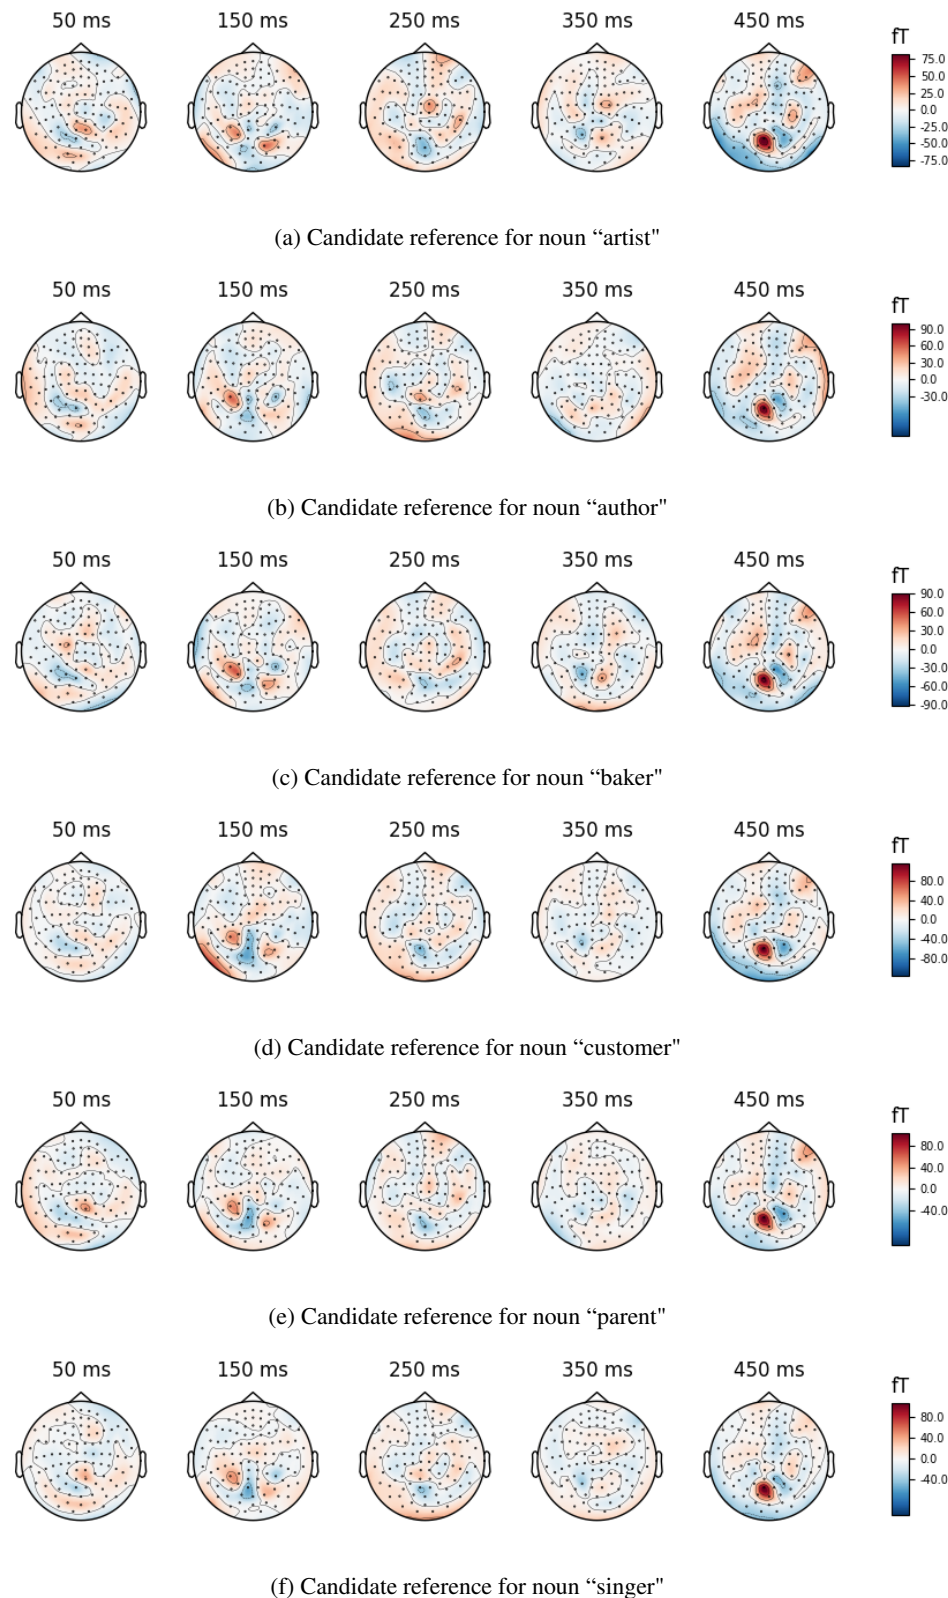 50 ms 150 ms 250 ms 350 ms 450 ms
fT
75.0
50.0
25.0
0.0
-25.0
-50.0
-75.0
(a) Candidate reference for noun “artist"
50 ms 150 ms 250 ms 350 ms 450 ms
fT
90.0
60.0
30.0
0.0
-30.0
(b) Candidate reference for noun “author"
50 ms 150 ms 250 ms 350 ms 450 ms
fT
90.0
60.0
30.0
0.0
-30.0
-60.0
-90.0
(c) Candidate reference for noun “baker"
50 ms 150 ms 250 ms 350 ms 450 ms
fT
80.0
40.0
0.0
-40.0
-80.0
(d) Candidate reference for noun “customer"
50 ms 150 ms 250 ms 350 ms 450 ms
fT
80.0
40.0
0.0
-40.0
(e) Candidate reference for noun “parent"
50 ms 150 ms 250 ms 350 ms 450 ms
fT
80.0
40.0
0.0
-40.0
(f) Candidate reference for noun “singer"